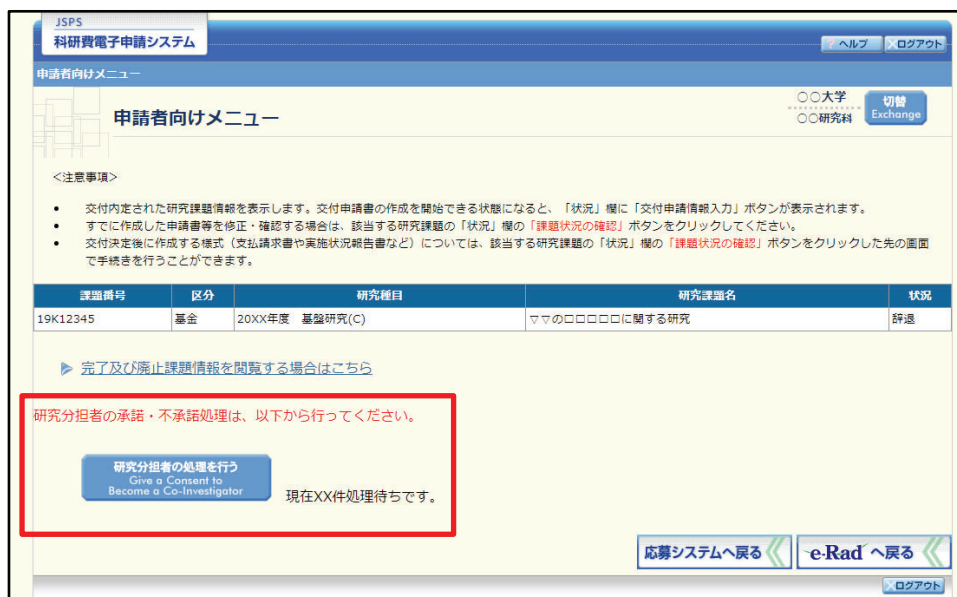 JSPS
科研費電子申請システム
? ヘルプ
×ログアウト
申請者向けメニュー
申請者向けメニュー
○○大学
○○研究科
切替
Exchange
<注意事項>
• 交付内定された研究課題情報を表示します。交付申請書の作成を開始できる状態になると、「状況」欄に「交付申請情報入力」ボタンが表示されます。
• すでに作成した申請書等を修正・確認する場合は、該当する研究課題の「状況」欄の「課題状況の確認」ボタンをクリックしてください。
• 交付決定後に作成する様式(支払請求書や実施状況報告書など)については、該当する研究課題の「状況」欄の「課題状況の確認」ボタンをクリックした先の画面
で手続きを行うことができます。
課題番号 区分 研究種目 研究課題名 状況
19K12345 基金 20XX年度 基盤研究(C) ▽▽の□□□□□に関する研究 辞退
完了及び廃止課題情報を閲覧する場合はこちら
研究分担者の承諾・不承諾処理は、以下から行ってください。
研究分担者の処理を行う
Give a Consent to
Become a Co-Investigator
現在XX件処理待ちです。
応募システムへ戻る
e-Rad へ戻る
×ログアウト